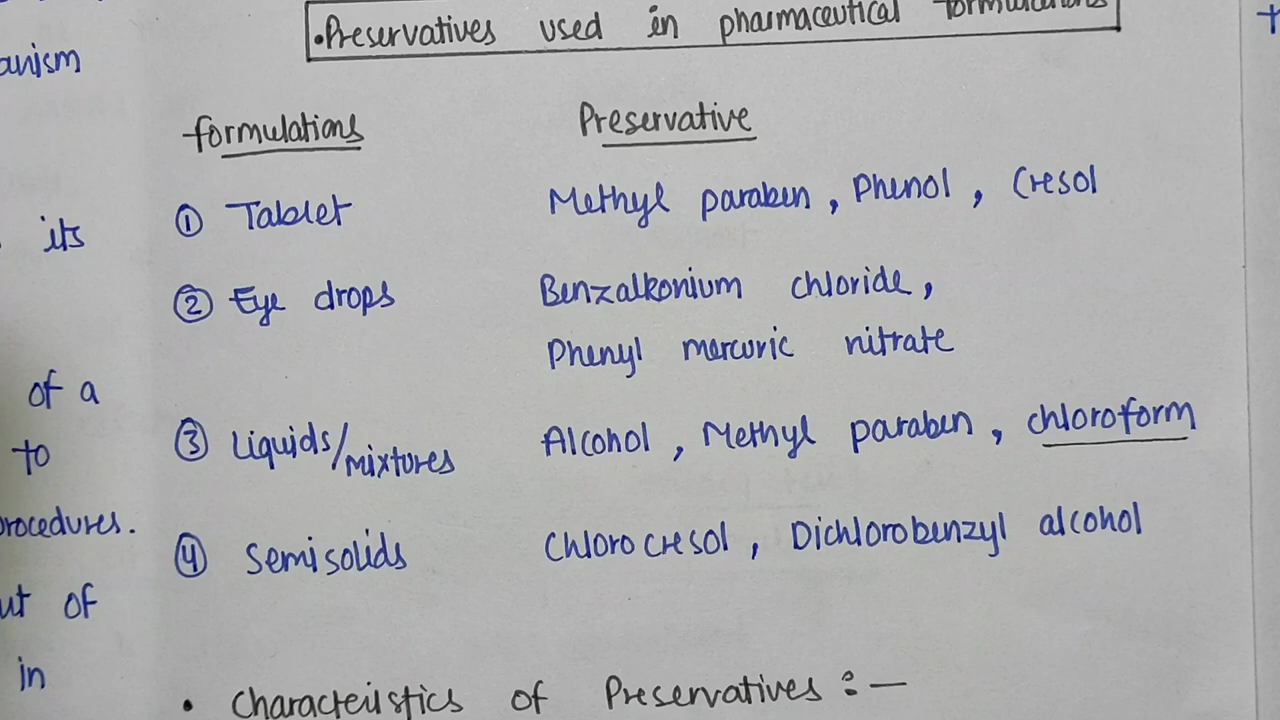 •Preservatives used in pharmaceutical formulations
anism
formulations Preservative
① Tablet Methyl paraben, Phenol, Cresol
its
② Eye drops Benzalkonium chloride,
Phenyl mercuric nitrate
of a
③ Liquids/mixtures Alcohol, Methyl paraben, chloroform
to
procedures.
④ Semisolids Chlorocresol, Dichlorobenzyl alcohol
ut of
in
• Characteristics of Preservatives :-